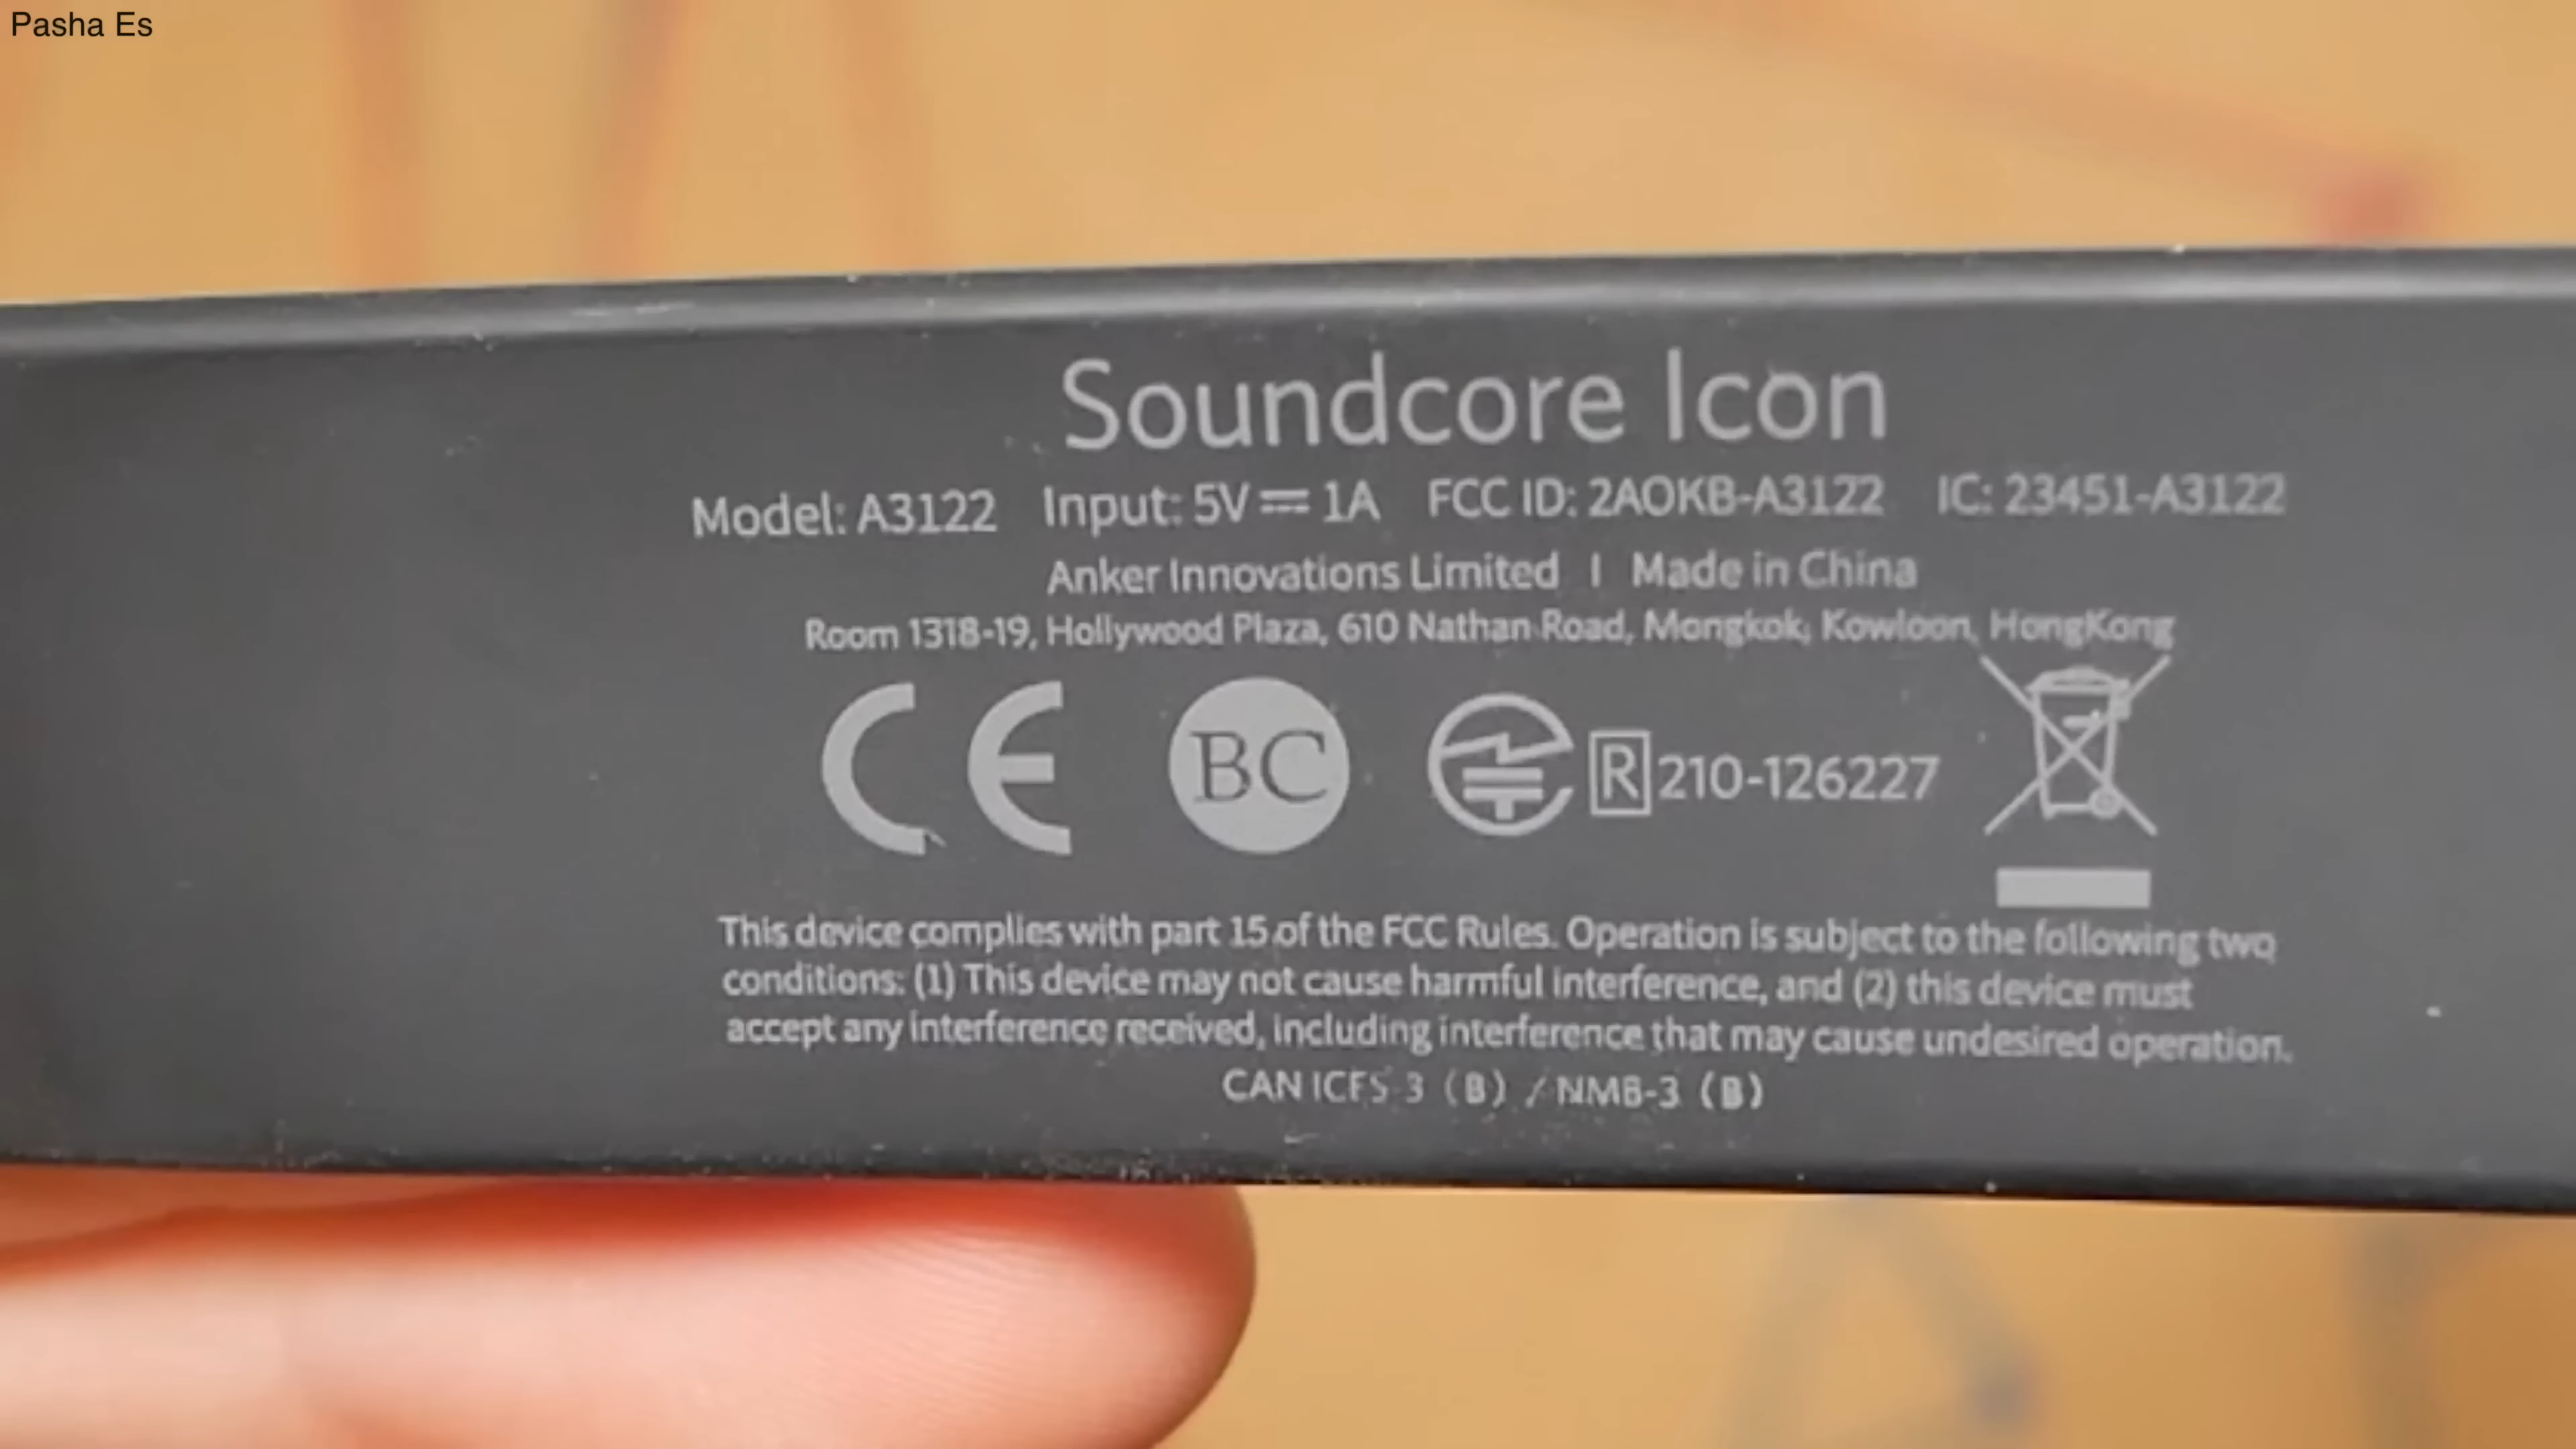 Pasha Es
Soundcore Icon
Model: A3122 Input: 5V⎓1A FCC ID: 2AOKB-A3122 IC: 23451-A3122
Anker Innovations Limited | Made in China
Room 1318-19, Hollywood Plaza, 610 Nathan Road, Mongkok, Kowloon, HongKong
CE BC R 210-126227
This device complies with part 15 of the FCC Rules. Operation is subject to the following two
conditions: (1) This device may not cause harmful interference, and (2) this device must
accept any interference received, including interference that may cause undesired operation.
CAN ICES-3 (B) / NMB-3 (B)